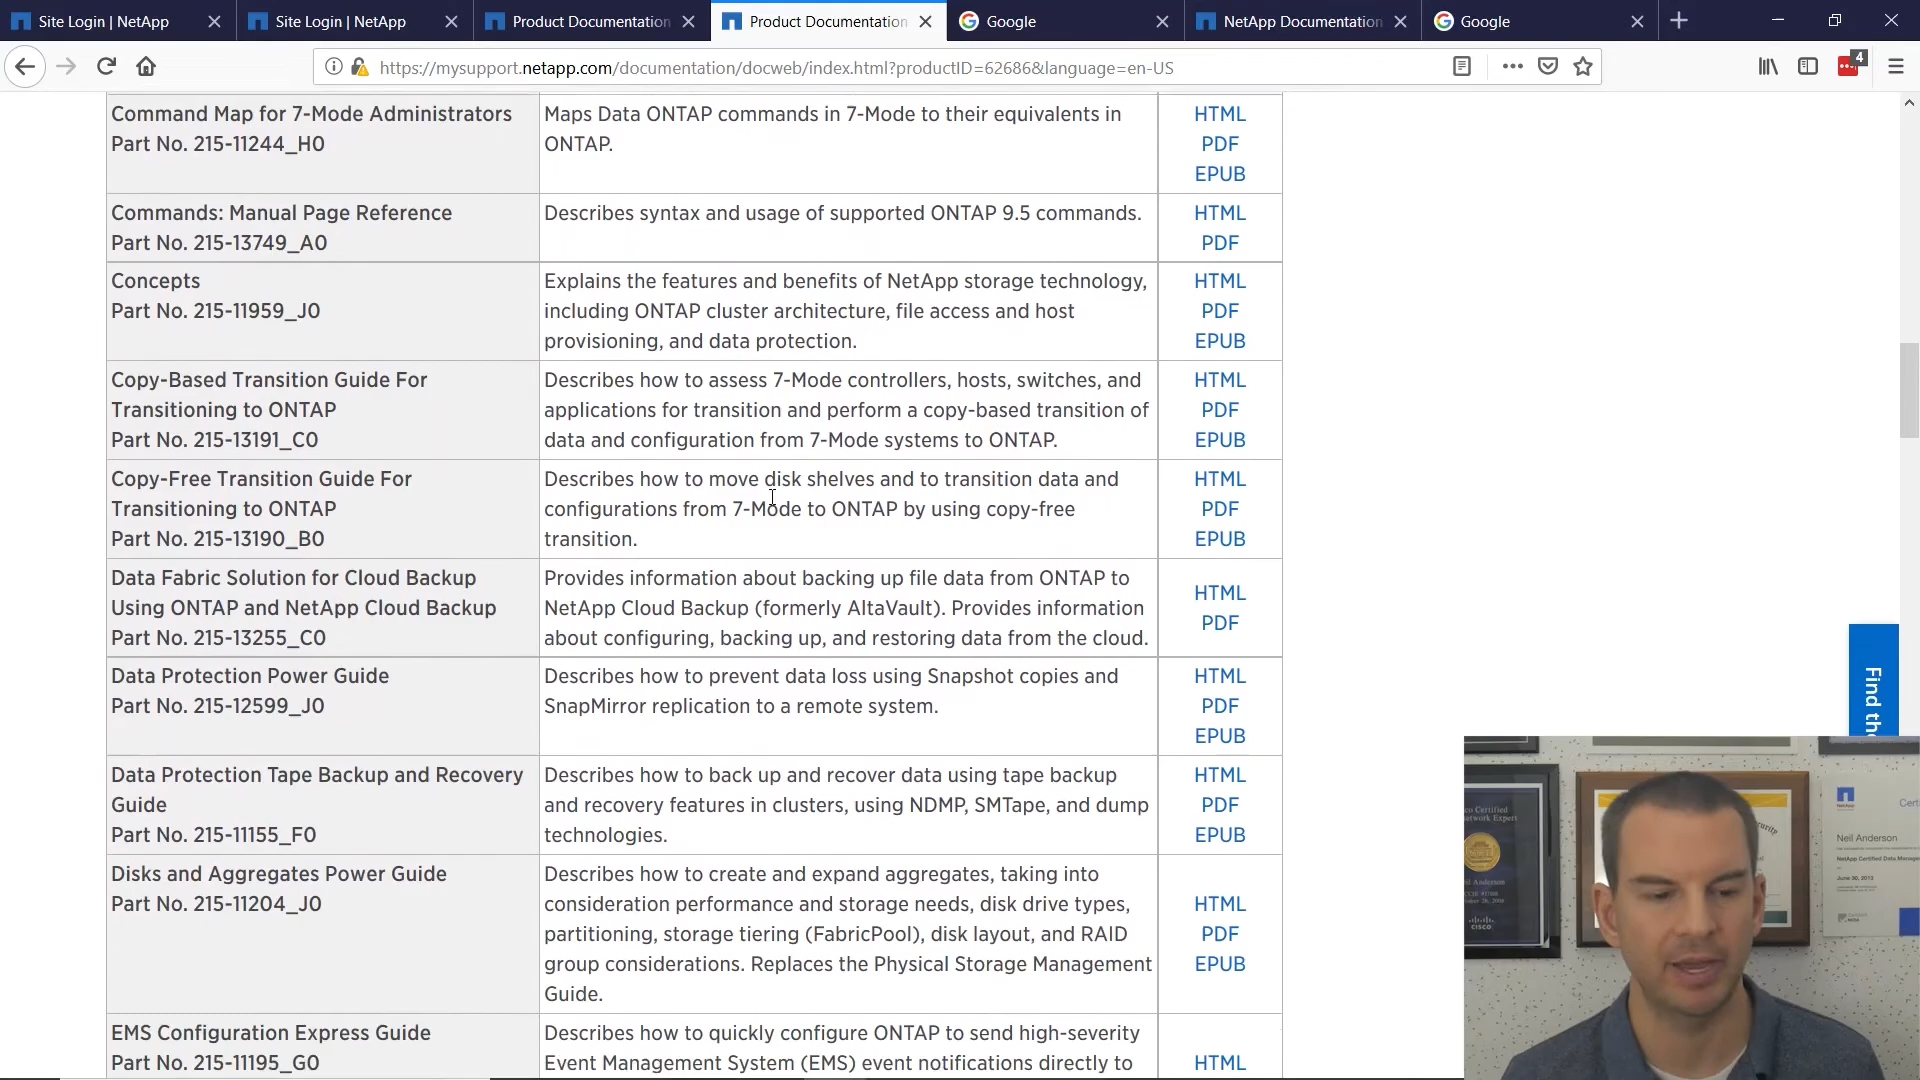 Site Login | NetApp
Site Login | NetApp
Product Documentation
Product Documentation
Google
NetApp Documentation
Google
https://mysupport.netapp.com/documentation/docweb/index.html?productID=62686&language=en-US
4
Command Map for 7-Mode Administrators
Part No. 215-11244_H0
Maps Data ONTAP commands in 7-Mode to their equivalents in
ONTAP.
HTML
PDF
EPUB
Commands: Manual Page Reference
Part No. 215-13749_A0
Describes syntax and usage of supported ONTAP 9.5 commands.
HTML
PDF
Concepts
Part No. 215-11959_J0
Explains the features and benefits of NetApp storage technology,
including ONTAP cluster architecture, file access and host
provisioning, and data protection.
HTML
PDF
EPUB
Copy-Based Transition Guide For
Transitioning to ONTAP
Part No. 215-13191_C0
Describes how to assess 7-Mode controllers, hosts, switches, and
applications for transition and perform a copy-based transition of
data and configuration from 7-Mode systems to ONTAP.
HTML
PDF
EPUB
Copy-Free Transition Guide For
Transitioning to ONTAP
Part No. 215-13190_B0
Describes how to move disk shelves and to transition data and
configurations from 7-Mode to ONTAP by using copy-free
transition.
HTML
PDF
EPUB
Data Fabric Solution for Cloud Backup
Using ONTAP and NetApp Cloud Backup
Part No. 215-13255_C0
Provides information about backing up file data from ONTAP to
NetApp Cloud Backup (formerly AltaVault). Provides information
about configuring, backing up, and restoring data from the cloud.
HTML
PDF
Data Protection Power Guide
Part No. 215-12599_J0
Describes how to prevent data loss using Snapshot copies and
SnapMirror replication to a remote system.
HTML
PDF
EPUB
Data Protection Tape Backup and Recovery
Guide
Part No. 215-11155_F0
Describes how to back up and recover data using tape backup
and recovery features in clusters, using NDMP, SMTape, and dump
technologies.
HTML
PDF
EPUB
Disks and Aggregates Power Guide
Part No. 215-11204_J0
Describes how to create and expand aggregates, taking into
consideration performance and storage needs, disk drive types,
partitioning, storage tiering (FabricPool), disk layout, and RAID
group considerations. Replaces the Physical Storage Management
Guide.
HTML
PDF
EPUB
EMS Configuration Express Guide
Part No. 215-11195_G0
Describes how to quickly configure ONTAP to send high-severity
Event Management System (EMS) event notifications directly to
HTML
Find th
NetApp
Neil Anderson
CISCO